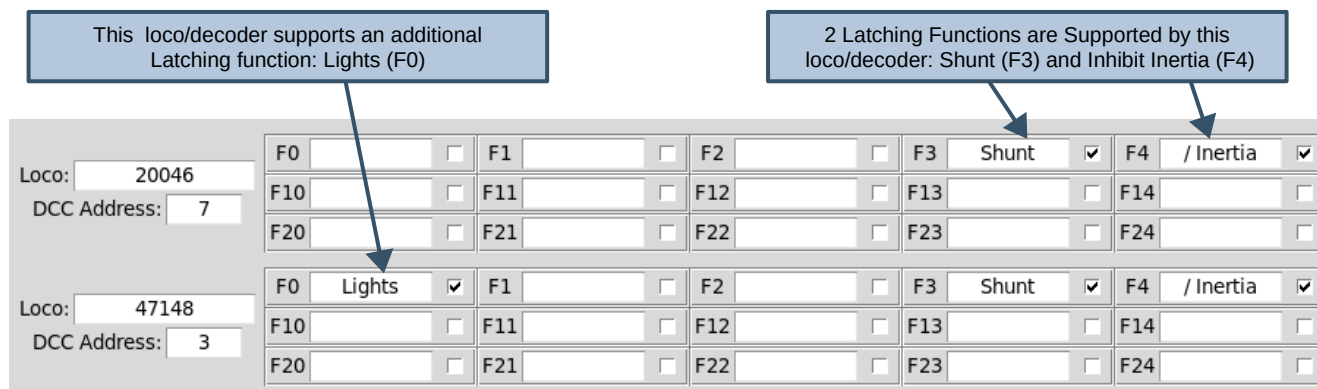 This loco/decoder supports an additional
Latching function: Lights (F0)
2 Latching Functions are Supported by this
loco/decoder: Shunt (F3) and Inhibit Inertia (F4)
Loco: 20046
DCC Address: 7
F0 F1 F2 F3 Shunt F4 / Inertia
F10 F11 F12 F13 F14
F20 F21 F22 F23 F24
Loco: 47148
DCC Address: 3
F0 Lights F1 F2 F3 Shunt F4 / Inertia
F10 F11 F12 F13 F14
F20 F21 F22 F23 F24